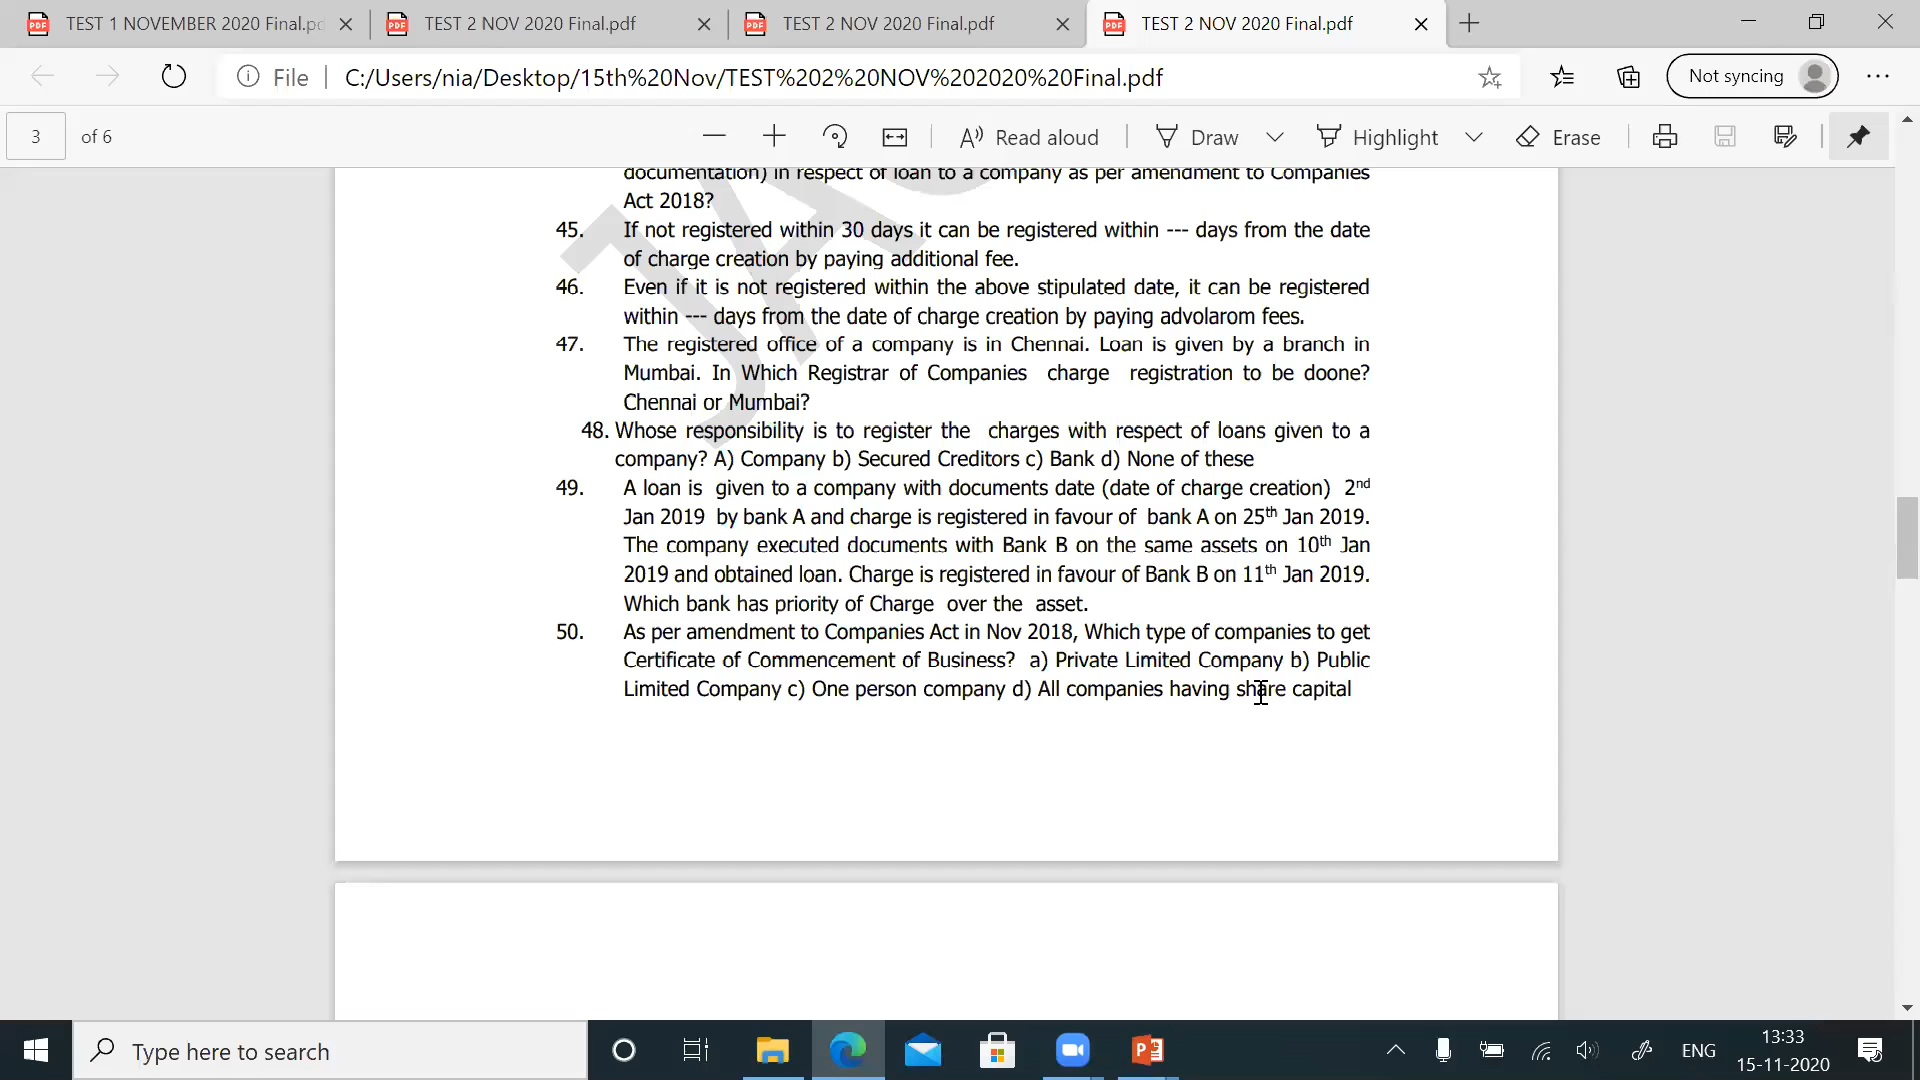 TEST 1 NOVEMBER 2020 Final.pd
TEST 2 NOV 2020 Final.pdf
TEST 2 NOV 2020 Final.pdf
TEST 2 NOV 2020 Final.pdf
File C:/Users/nia/Desktop/15th%20Nov/TEST%202%20NOV%202020%20Final.pdf
Not syncing
3 of 6
Read aloud Draw Highlight Erase
documentation) in respect of loan to a company as per amendment to Companies
Act 2018?
45. If not registered within 30 days it can be registered within --- days from the date
of charge creation by paying additional fee.
46. Even if it is not registered within the above stipulated date, it can be registered
within --- days from the date of charge creation by paying advolarom fees.
47. The registered office of a company is in Chennai. Loan is given by a branch in
Mumbai. In Which Registrar of Companies charge registration to be doone?
Chennai or Mumbai?
48. Whose responsibility is to register the charges with respect of loans given to a
company? A) Company b) Secured Creditors c) Bank d) None of these
49. A loan is given to a company with documents date (date of charge creation) 2nd
Jan 2019 by bank A and charge is registered in favour of bank A on 25th Jan 2019.
The company executed documents with Bank B on the same assets on 10th Jan
2019 and obtained loan. Charge is registered in favour of Bank B on 11th Jan 2019.
Which bank has priority of Charge over the asset.
50. As per amendment to Companies Act in Nov 2018, Which type of companies to get
Certificate of Commencement of Business? a) Private Limited Company b) Public
Limited Company c) One person company d) All companies having share capital
Type here to search
ENG
13:33
15-11-2020